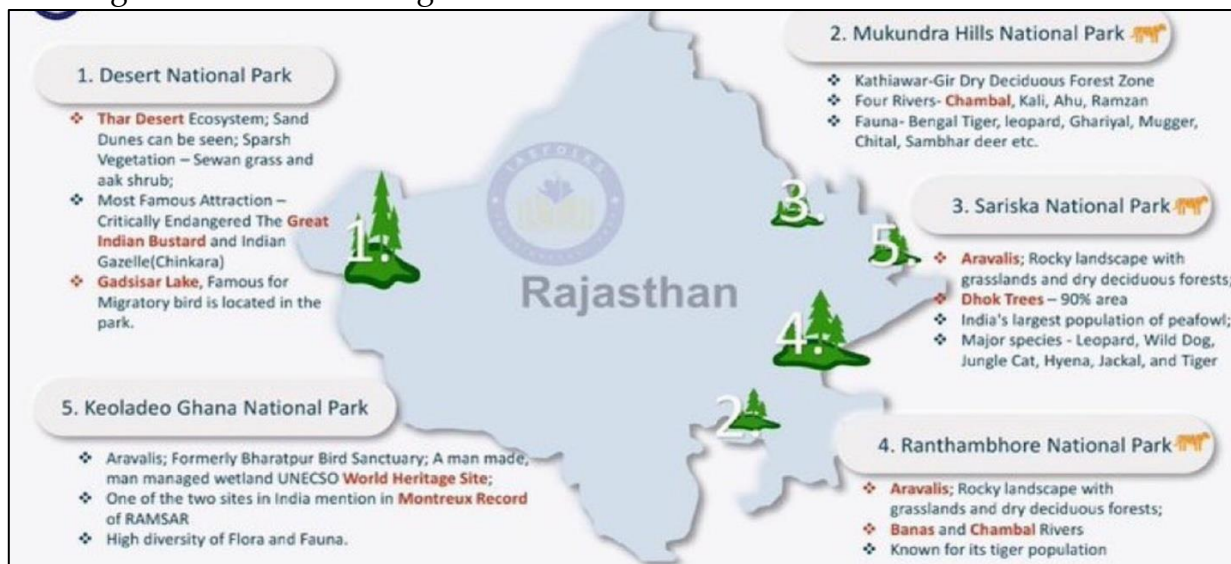 1. Desert National Park
❖ Thar Desert Ecosystem; Sand
Dunes can be seen; Sparsh
Vegetation – Sewan grass and
aak shrub;
❖ Most Famous Attraction –
Critically Endangered The Great
Indian Bustard and Indian
Gazelle(Chinkara)
❖ Gadsisar Lake, Famous for
Migratory bird is located in the
park.
2. Mukundra Hills National Park
❖ Kathiawar-Gir Dry Deciduous Forest Zone
❖ Four Rivers- Chambal, Kali, Ahu, Ramzan
❖ Fauna- Bengal Tiger, leopard, Ghariyal, Mugger,
Chital, Sambhar deer etc.
3. Sariska National Park
❖ Aravalis; Rocky landscape with
grasslands and dry deciduous forests;
❖ Dhok Trees – 90% area
❖ India's largest population of peafowl;
❖ Major species - Leopard, Wild Dog,
Jungle Cat, Hyena, Jackal, and Tiger
4. Ranthambhore National Park
❖ Aravalis; Rocky landscape with
grasslands and dry deciduous forests;
❖ Banas and Chambal Rivers
❖ Known for its tiger population
5. Keoladeo Ghana National Park
❖ Aravalis; Formerly Bharatpur Bird Sanctuary; A man made,
man managed wetland UNECSO World Heritage Site;
❖ One of the two sites in India mention in Montreux Record
of RAMSAR
❖ High diversity of Flora and Fauna.
Rajasthan
1.
3.
5.
4.
2.